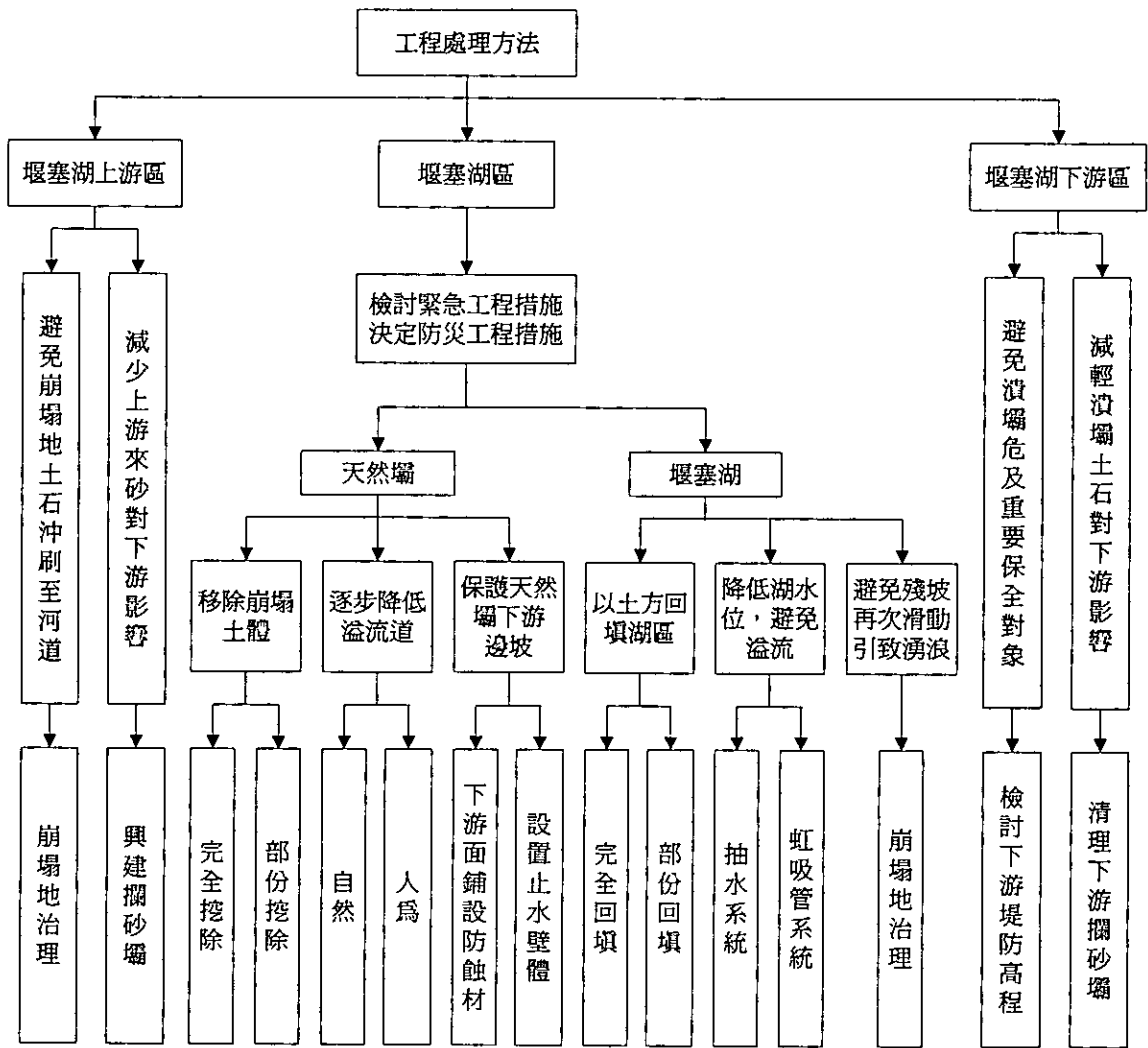 工程處理方法
堰塞湖上游區
堰塞湖區
堰塞湖下游區
避免崩塌地土石沖刷至河道
減少上游來砂對下游影響
檢討緊急工程措施
決定防災工程措施
避免潰壩危及重要保全對象
減輕潰壩土石對下游影響
天然壩
堰塞湖
移除崩塌
土體
逐步降低
溢流道
保護天然
壩下游
邊坡
以土方回
填湖區
降低湖水
位，避免
溢流
避免殘坡
再次滑動
引致湧浪
崩塌地治理
興建攔砂壩
完全挖除
部份挖除
自然
人為
下游面鋪設防蝕材
設置止水壁體
完全回填
部份回填
抽水系統
虹吸管系統
崩塌地治理
檢討下游堤防高程
清理下游攔砂壩